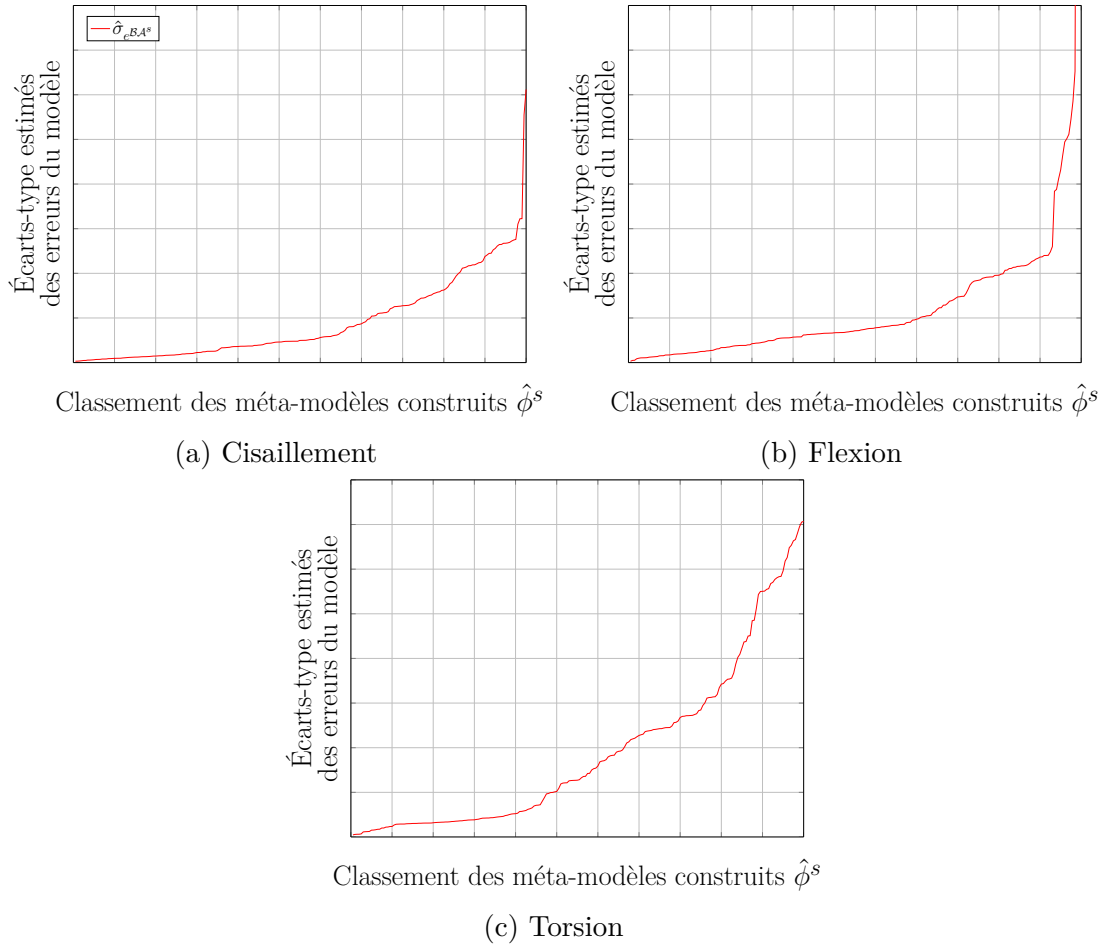 σ̂_{e^{ℬ𝒜^s}}
Écarts-type estimés
des erreurs du modèle
Classement des méta-modèles construits ϕ̂^s
(a) Cisaillement
Écarts-type estimés
des erreurs du modèle
Classement des méta-modèles construits ϕ̂^s
(b) Flexion
Écarts-type estimés
des erreurs du modèle
Classement des méta-modèles construits ϕ̂^s
(c) Torsion